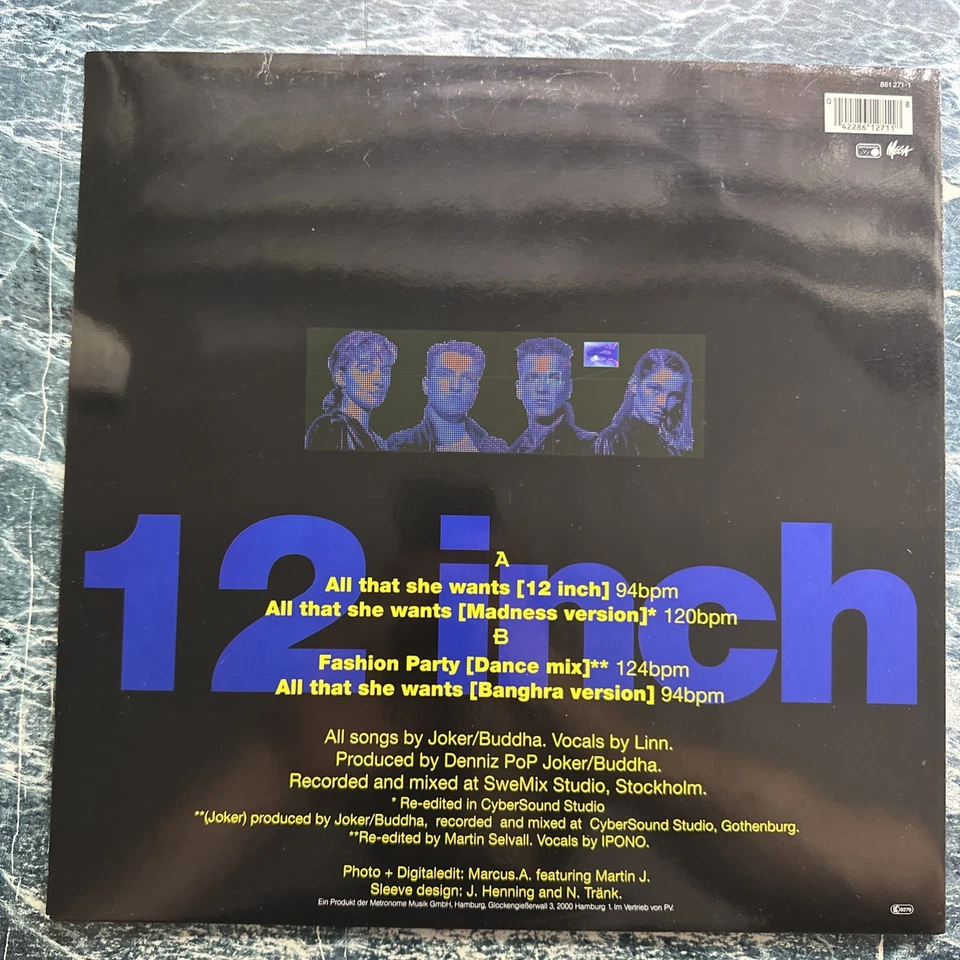 861 271-1
0 42286"12711 8
MEGA
12 inch
A
All that she wants [12 inch] 94bpm
All that she wants [Madness version]* 120bpm
B
Fashion Party [Dance mix]** 124bpm
All that she wants [Banghra version] 94bpm
All songs by Joker/Buddha. Vocals by Linn.
Produced by Denniz PoP Joker/Buddha.
Recorded and mixed at SweMix Studio, Stockholm.
* Re-edited in CyberSound Studio
**(Joker) produced by Joker/Buddha, recorded and mixed at CyberSound Studio, Gothenburg.
**Re-edited by Martin Selvall. Vocals by IPONO.
Photo + Digitaledit: Marcus.A. featuring Martin J.
Sleeve design: J. Henning and N. Tränk.
Ein Produkt der Metronome Musik GmbH, Hamburg, Glockengießerwall 3, 2000 Hamburg 1. Im Vertrieb von PV.
0270